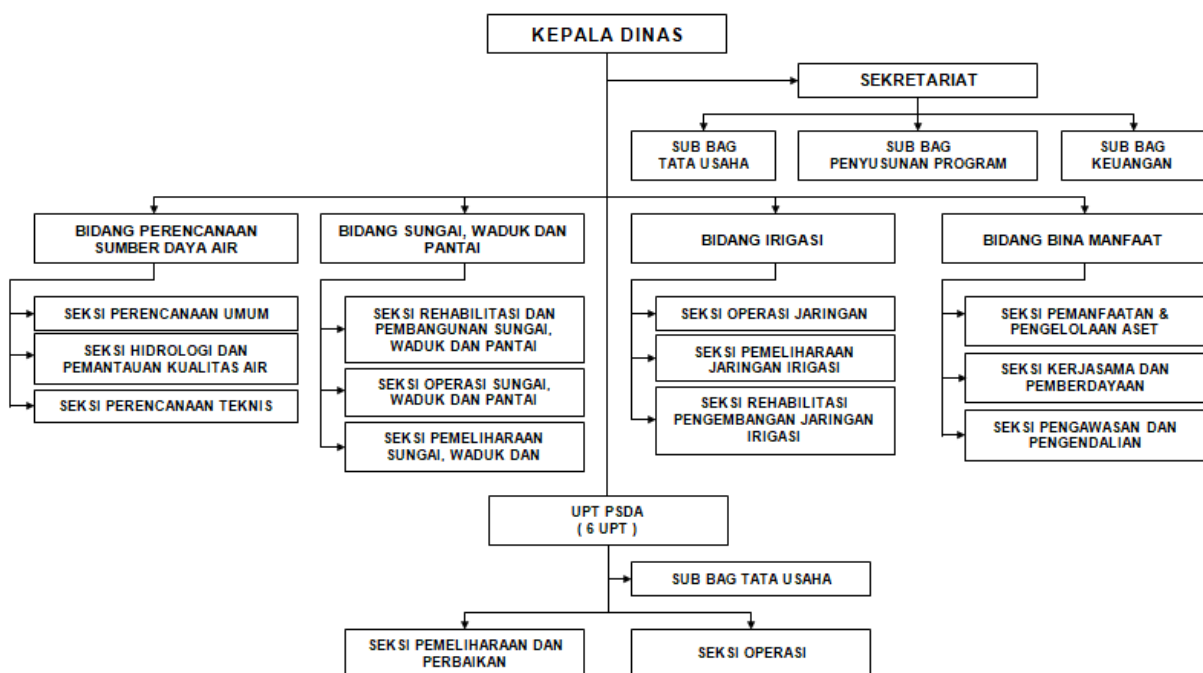 KEPALA DINAS
SEKRETARIAT
SUB BAG
TATA USAHA
SUB BAG
PENYUSUNAN PROGRAM
SUB BAG
KEUANGAN
BIDANG PERENCANAAN
SUMBER DAYA AIR
BIDANG SUNGAI, WADUK DAN
PANTAI
BIDANG IRIGASI
BIDANG BINA MANFAAT
SEKSI PERENCANAAN UMUM
SEKSI HIDROLOGI DAN
PEMANTAUAN KUALITAS AIR
SEKSI PERENCANAAN TEKNIS
SEKSI REHABILITASI DAN
PEMBANGUNAN SUNGAI,
WADUK DAN PANTAI
SEKSI OPERASI SUNGAI,
WADUK DAN PANTAI
SEKSI PEMELIHARAAN
SUNGAI, WADUK DAN
SEKSI OPERASI JARINGAN
SEKSI PEMELIHARAAN
JARINGAN IRIGASI
SEKSI REHABILITASI
PENGEMBANGAN JARINGAN
IRIGASI
SEKSI PEMANFAATAN &
PENGELOLAAN ASET
SEKSI KERJASAMA DAN
PEMBERDAYAAN
SEKSI PENGAWASAN DAN
PENGENDALIAN
UPT PSDA
( 6 UPT )
SUB BAG TATA USAHA
SEKSI PEMELIHARAAN DAN
PERBAIKAN
SEKSI OPERASI